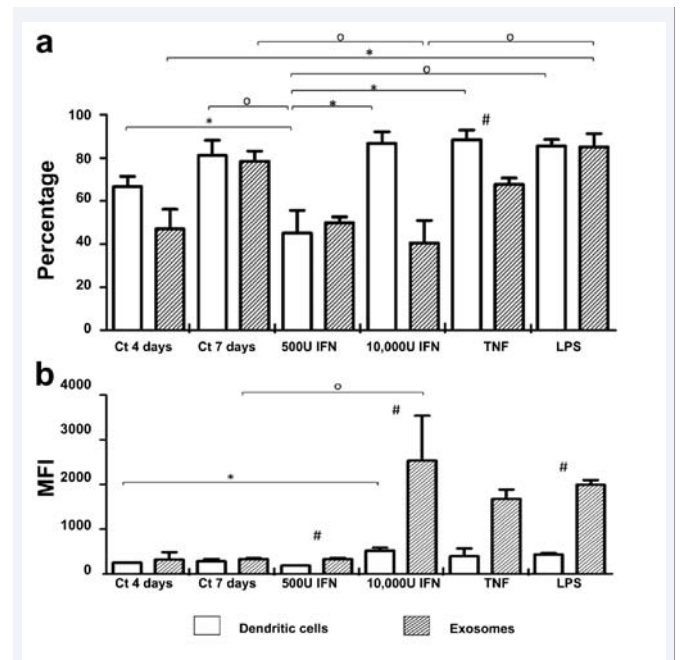 a
o o
*
o
*
o *
*
#
100
80
60
40
20
0
Percentage
Ct 4 days Ct 7 days 500U IFN 10,000U IFN TNF LPS
b
4000
3000
2000
1000
0
MFI
o
#
*
#
#
Ct 4 days Ct 7 days 500U IFN 10,000U IFN TNF LPS
Dendritic cells Exosomes